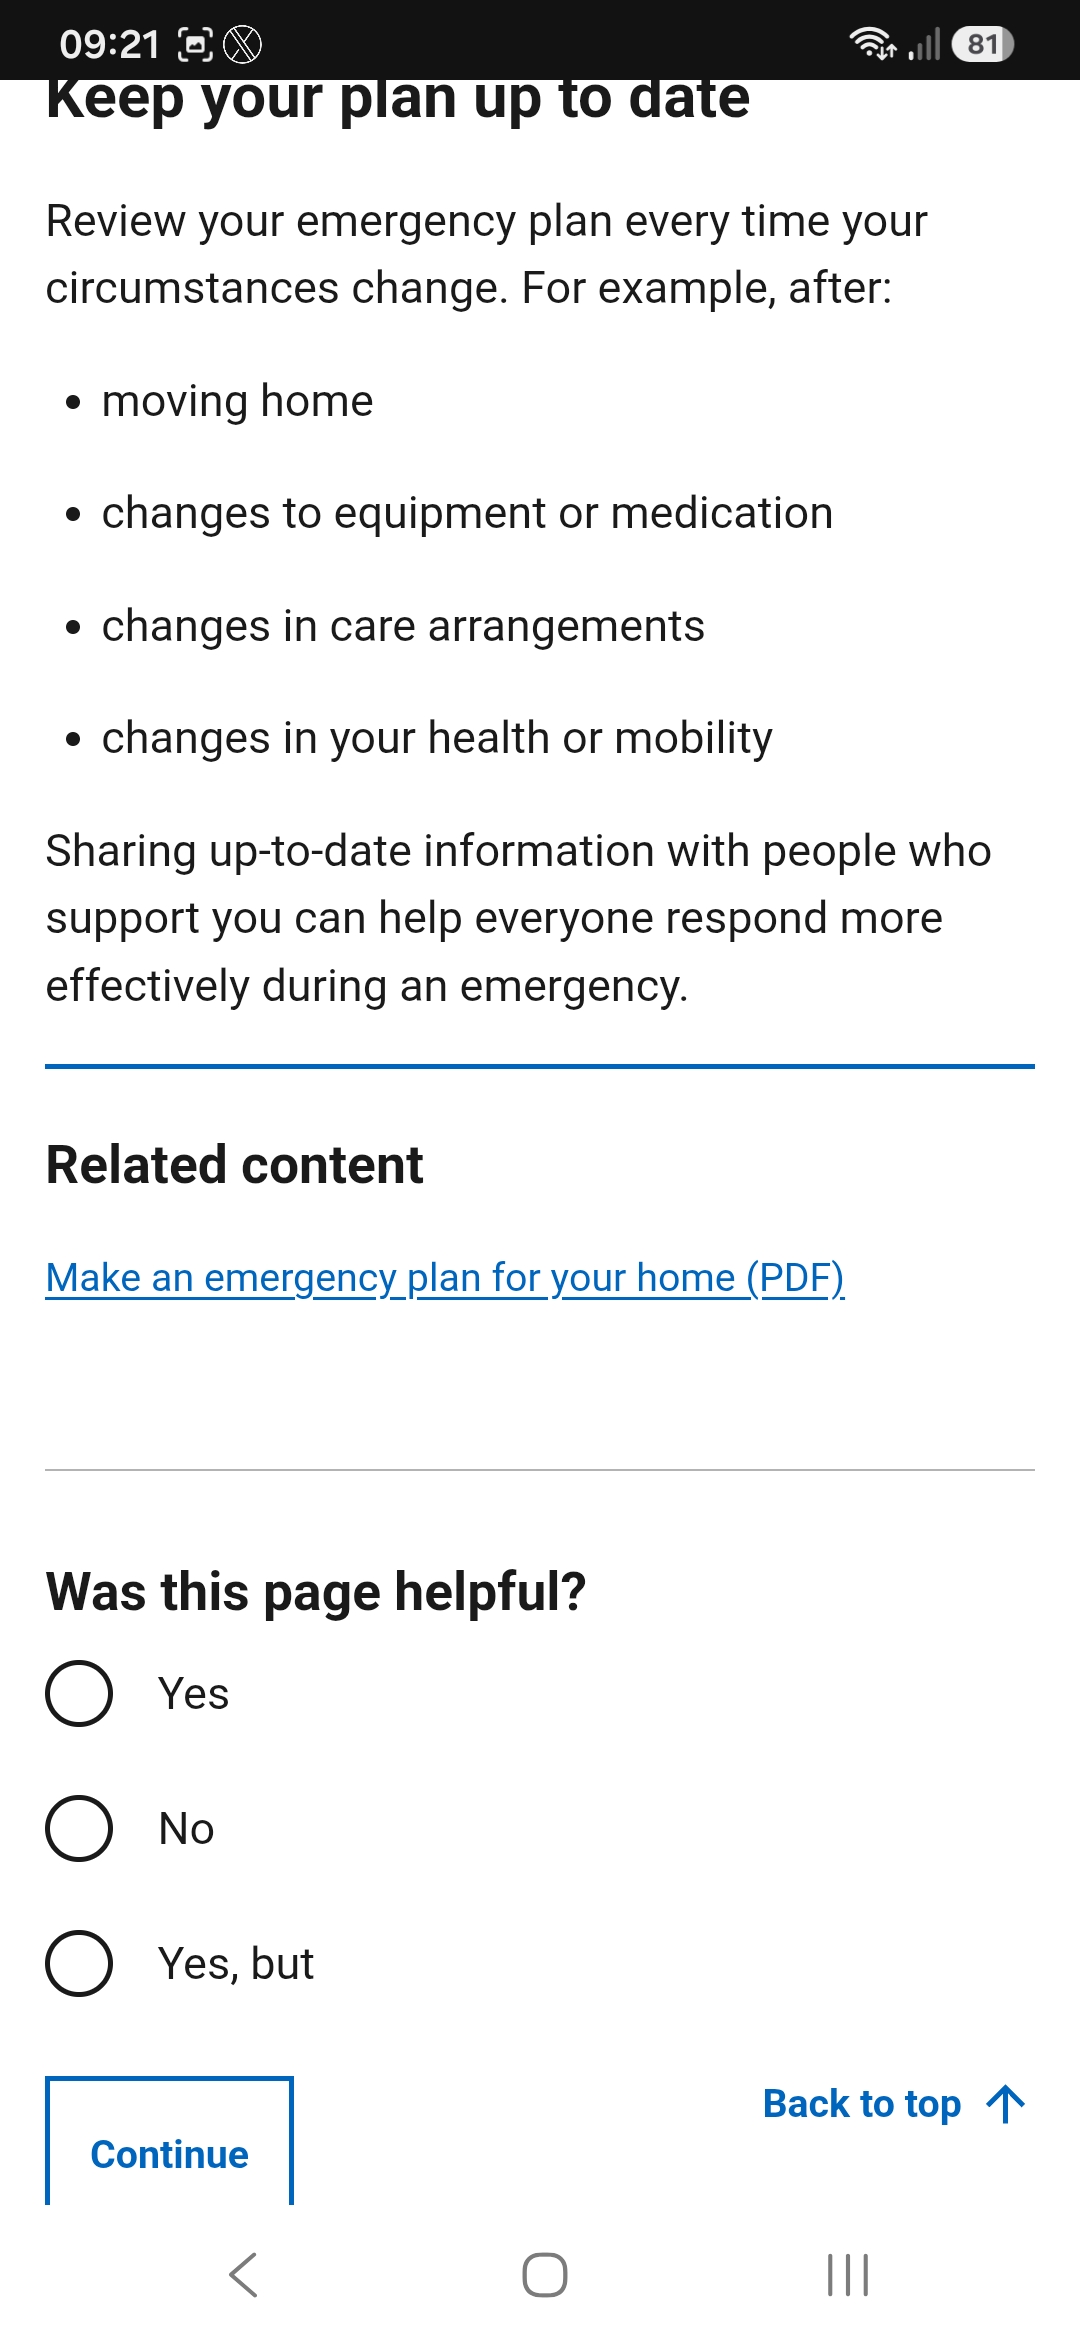 09:21
81
Keep your plan up to date
Review your emergency plan every time your
circumstances change. For example, after:
• moving home
• changes to equipment or medication
• changes in care arrangements
• changes in your health or mobility
Sharing up-to-date information with people who
support you can help everyone respond more
effectively during an emergency.
Related content
Make an emergency plan for your home (PDF)
Was this page helpful?
Yes
No
Yes, but
Back to top ↑
Continue